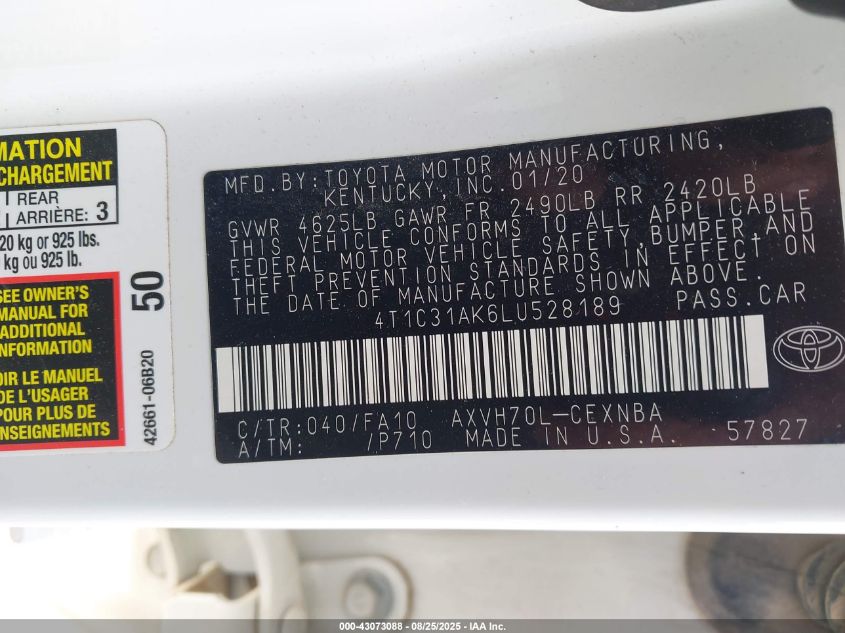 MATION
CHARGEMENT
REAR
ARRIÈRE: 3
20 kg or 925 lbs.
kg ou 925 lb.
SEE OWNER'S
MANUAL FOR
ADDITIONAL
INFORMATION
OIR LE MANUEL
DE L'USAGER
POUR PLUS DE
ENSEIGNEMENTS
50
42661-06B20
MFD.BY:TOYOTA MOTOR MANUFACTURING,
KENTUCKY,INC.01/20
GVWR 4625LB GAWR FR 2490LB RR 2420LB
THIS VEHICLE CONFORMS TO ALL APPLICABLE
FEDERAL MOTOR VEHICLE SAFETY,BUMPER AND
THEFT PREVENTION STANDARDS IN EFFECT ON
THE DATE OF MANUFACTURE SHOWN ABOVE.
4T1C31AK6LU528189 PASS.CAR
C/TR:040/FA10 AXVH70L-CEXNBA
A/TM: /P710 MADE IN U.S.A. 57827
000-43073088 - 08/25/2025 - IAA Inc.